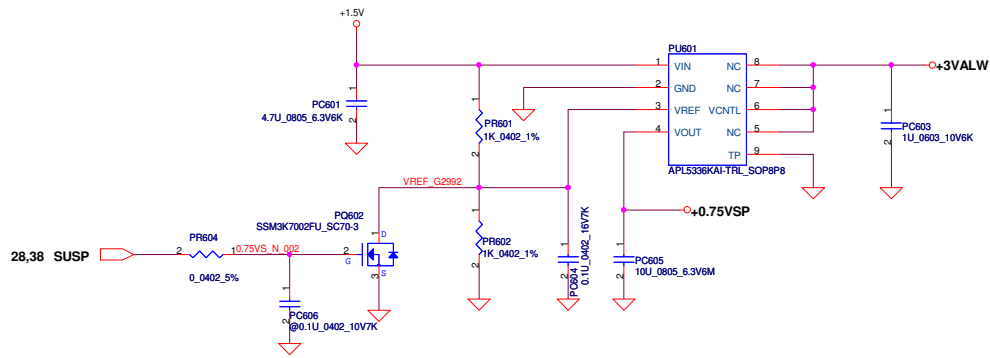 +1.5V
PU601
1 VIN NC 8
+3VALW
2 GND NC 7
3 VREF VCNTL 6
4 VOUT NC 5
TP 9
APL5336KAI-TRL_SOP8P8
1
PC601
2
4.7U_0805_6.3V6K
1
PR601
1K_0402_1%
2
1
PC603
2
1U_0603_10V6K
VREF_G2992
+0.75VSP
PQ602
SSM3K7002FU_SC70-3
1
D
2
G
S
3
28,38 SUSP
PR604
2
1
0_0402_5%
0.75VS_N_002
1
PR602
1K_0402_1%
2
1
2
PC604
0.1U_0402_16V7K
1
PC605
2
10U_0805_6.3V6M
1
PC606
2
@0.1U_0402_10V7K